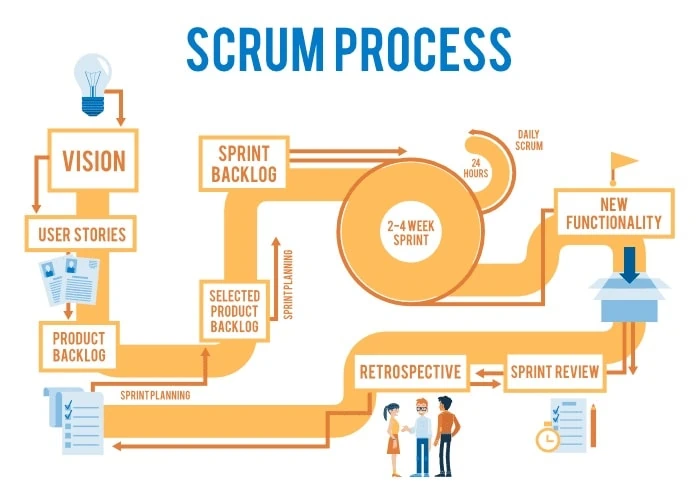 SCRUM PROCESS
VISION
USER STORIES
PRODUCT
BACKLOG
SPRINT PLANNING
SELECTED
PRODUCT
BACKLOG
SPRINT PLANNING
SPRINT
BACKLOG
2-4 WEEK
SPRINT
24
HOURS
DAILY
SCRUM
NEW
FUNCTIONALITY
SPRINT REVIEW
RETROSPECTIVE